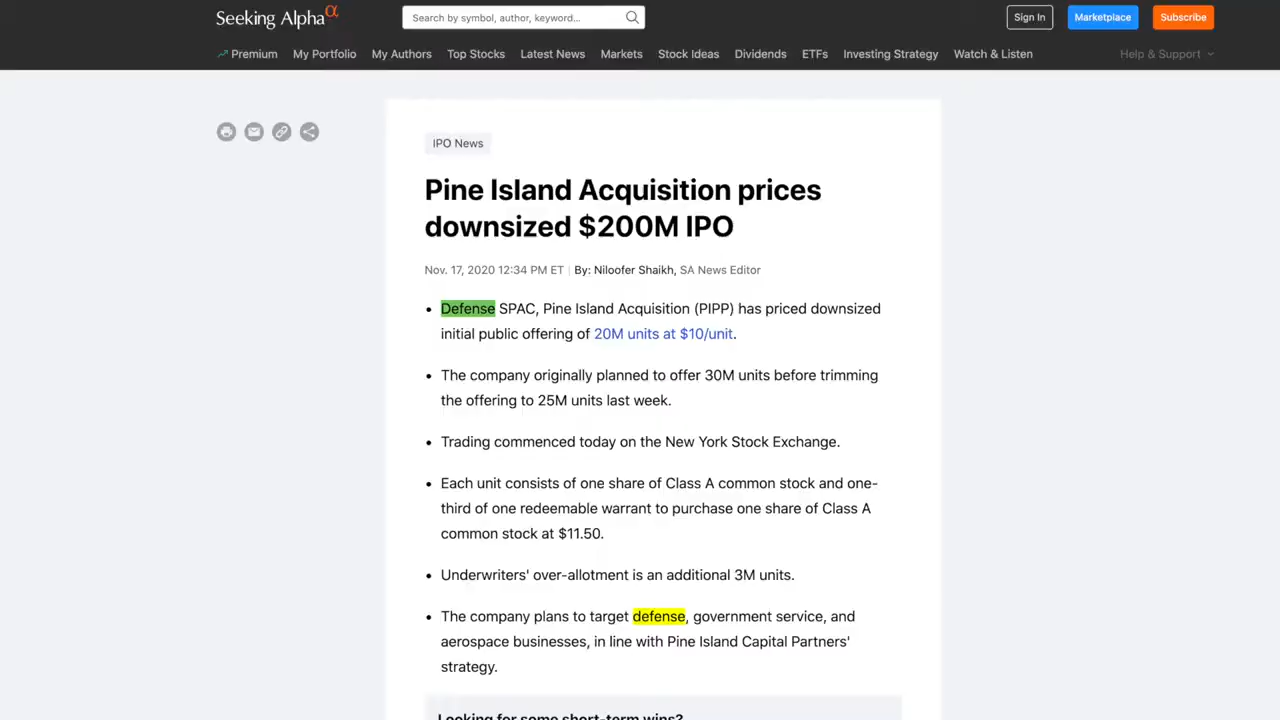 Seeking Alpha α
Search by symbol, author, keyword...
Sign In
Marketplace
Subscribe
Premium My Portfolio My Authors Top Stocks Latest News Markets Stock Ideas Dividends ETFs Investing Strategy Watch & Listen Help & Support
IPO News
Pine Island Acquisition prices
downsized $200M IPO
Nov. 17, 2020 12:34 PM ET | By: Niloofer Shaikh, SA News Editor
• Defense SPAC, Pine Island Acquisition (PIPP) has priced downsized
initial public offering of 20M units at $10/unit.
• The company originally planned to offer 30M units before trimming
the offering to 25M units last week.
• Trading commenced today on the New York Stock Exchange.
• Each unit consists of one share of Class A common stock and one-
third of one redeemable warrant to purchase one share of Class A
common stock at $11.50.
• Underwriters' over-allotment is an additional 3M units.
• The company plans to target defense, government service, and
aerospace businesses, in line with Pine Island Capital Partners'
strategy.
Looking for some short-term wins?